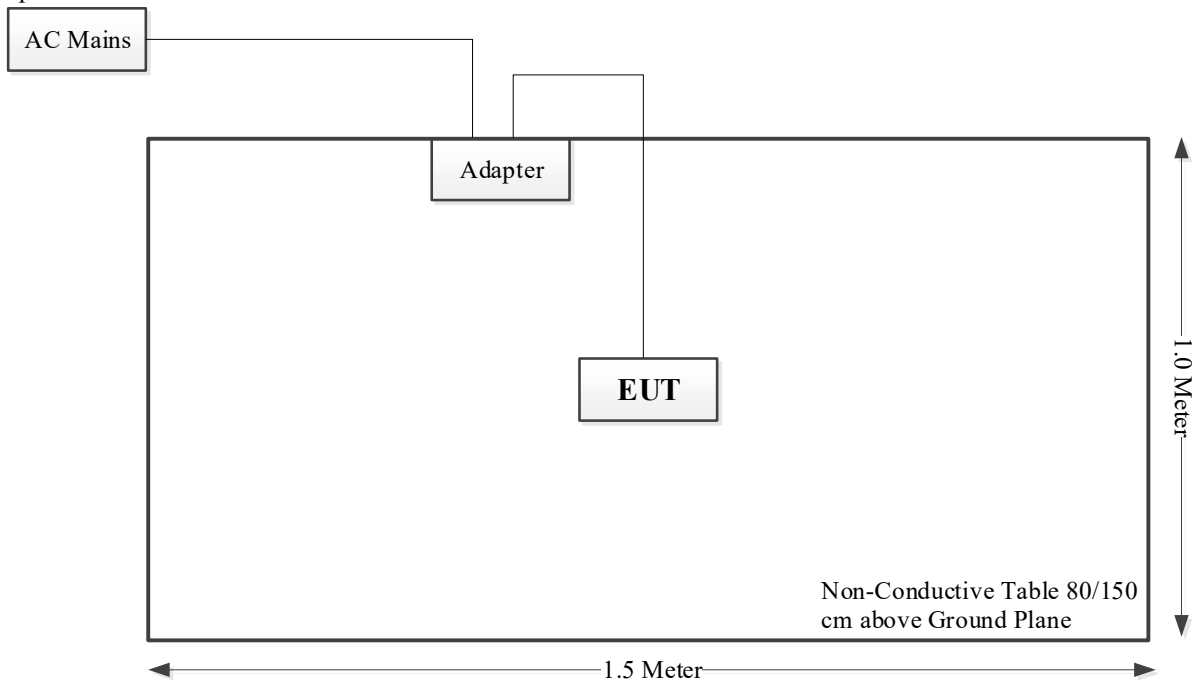 AC Mains
Adapter
EUT
1.0 Meter
Non-Conductive Table 80/150
cm above Ground Plane
1.5 Meter